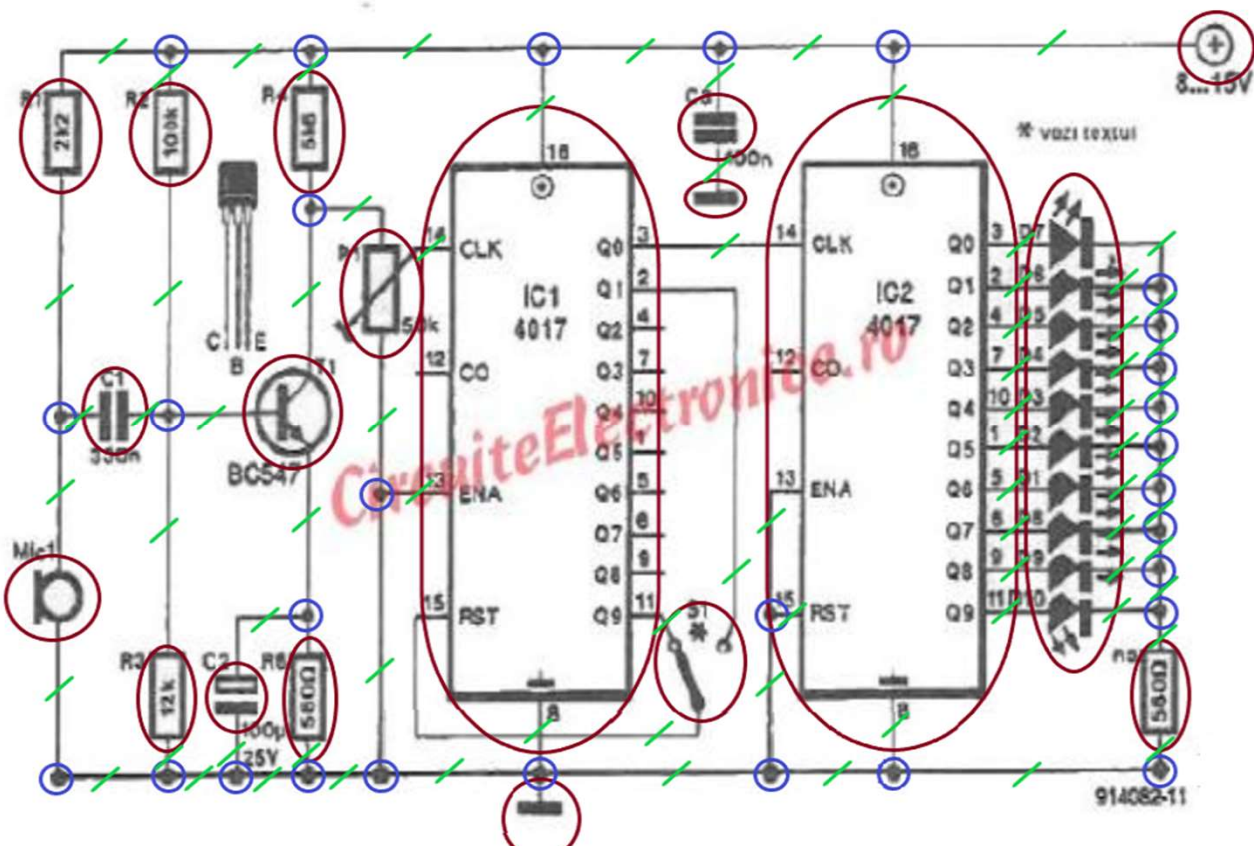 8...15V
R1
2k2
R2
100k
R4
5k6
C3
100n
* vezi textul
16
16
14
CLK
Q0
3
14
CLK
Q0
3
D7
P1
50k
IC1
4017
Q1
2
IC2
4017
Q1
2
Q2
4
Q2
4
C
B
E
12
CO
Q3
7
12
CO
Q3
7
T1
C1
Q4
10
Q4
10
Q5
1
Q5
1
BC547
CircuiteElectronice.ro
13
ENA
Q6
5
13
ENA
Q6
5
D1
Q7
6
Q7
6
Mic1
Q8
9
Q8
9
15
RST
Q9
11
S1
*
15
RST
Q9
11
D10
R3
12k
C2
100µ
25V
560Ω
8
8
560Ω
914082-11